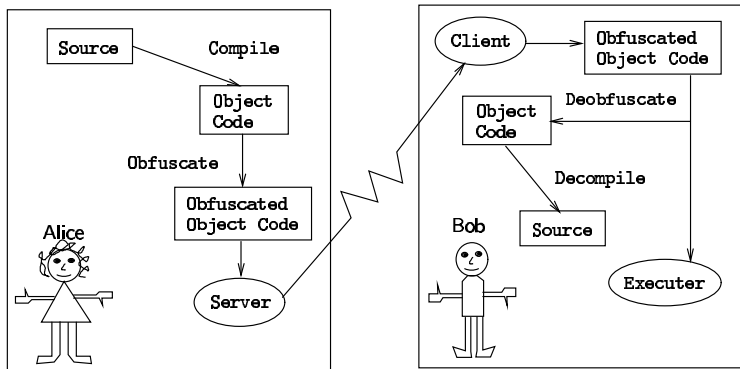 Source
Compile
Object
Code
Obfuscate
Obfuscated
Object Code
Alice
Server
Client
Obfuscated
Object Code
Deobfuscate
Object
Code
Decompile
Bob
Source
Executer